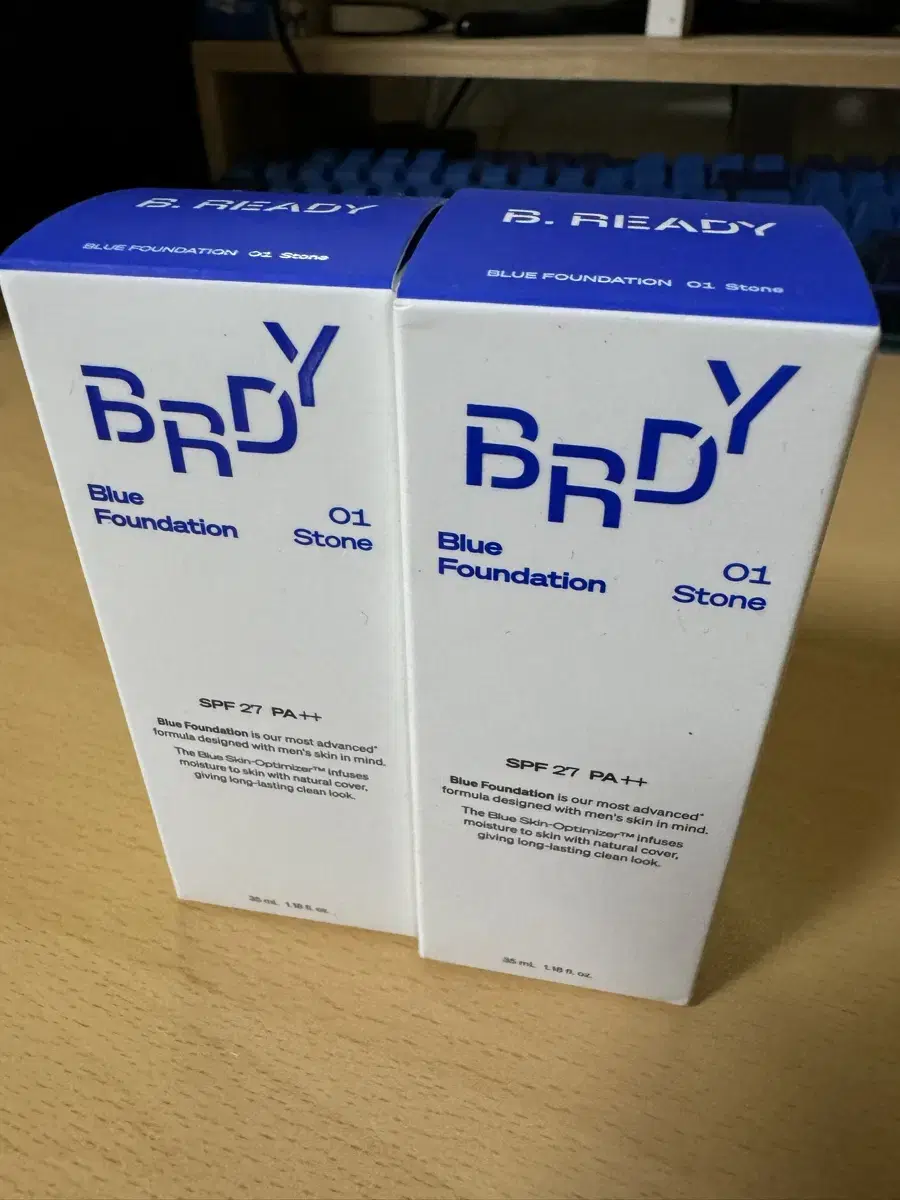 B. READY
BLUE FOUNDATION 01 Stone
BRDY
Blue
Foundation
01
Stone
SPF 27 PA++
Blue Foundation is our most advanced*
formula designed with men's skin in mind.
The Blue Skin-Optimizer™ infuses
moisture to skin with natural cover,
giving long-lasting clean look.
35 mL 1.18 fl. oz.
B. READY
BLUE FOUNDATION 01 Stone
BRDY
Blue
Foundation
01
Stone
SPF 27 PA++
Blue Foundation is our most advanced*
formula designed with men's skin in mind.
The Blue Skin-Optimizer™ infuses
moisture to skin with natural cover,
giving long-lasting clean look.
35 mL 1.18 fl. oz.